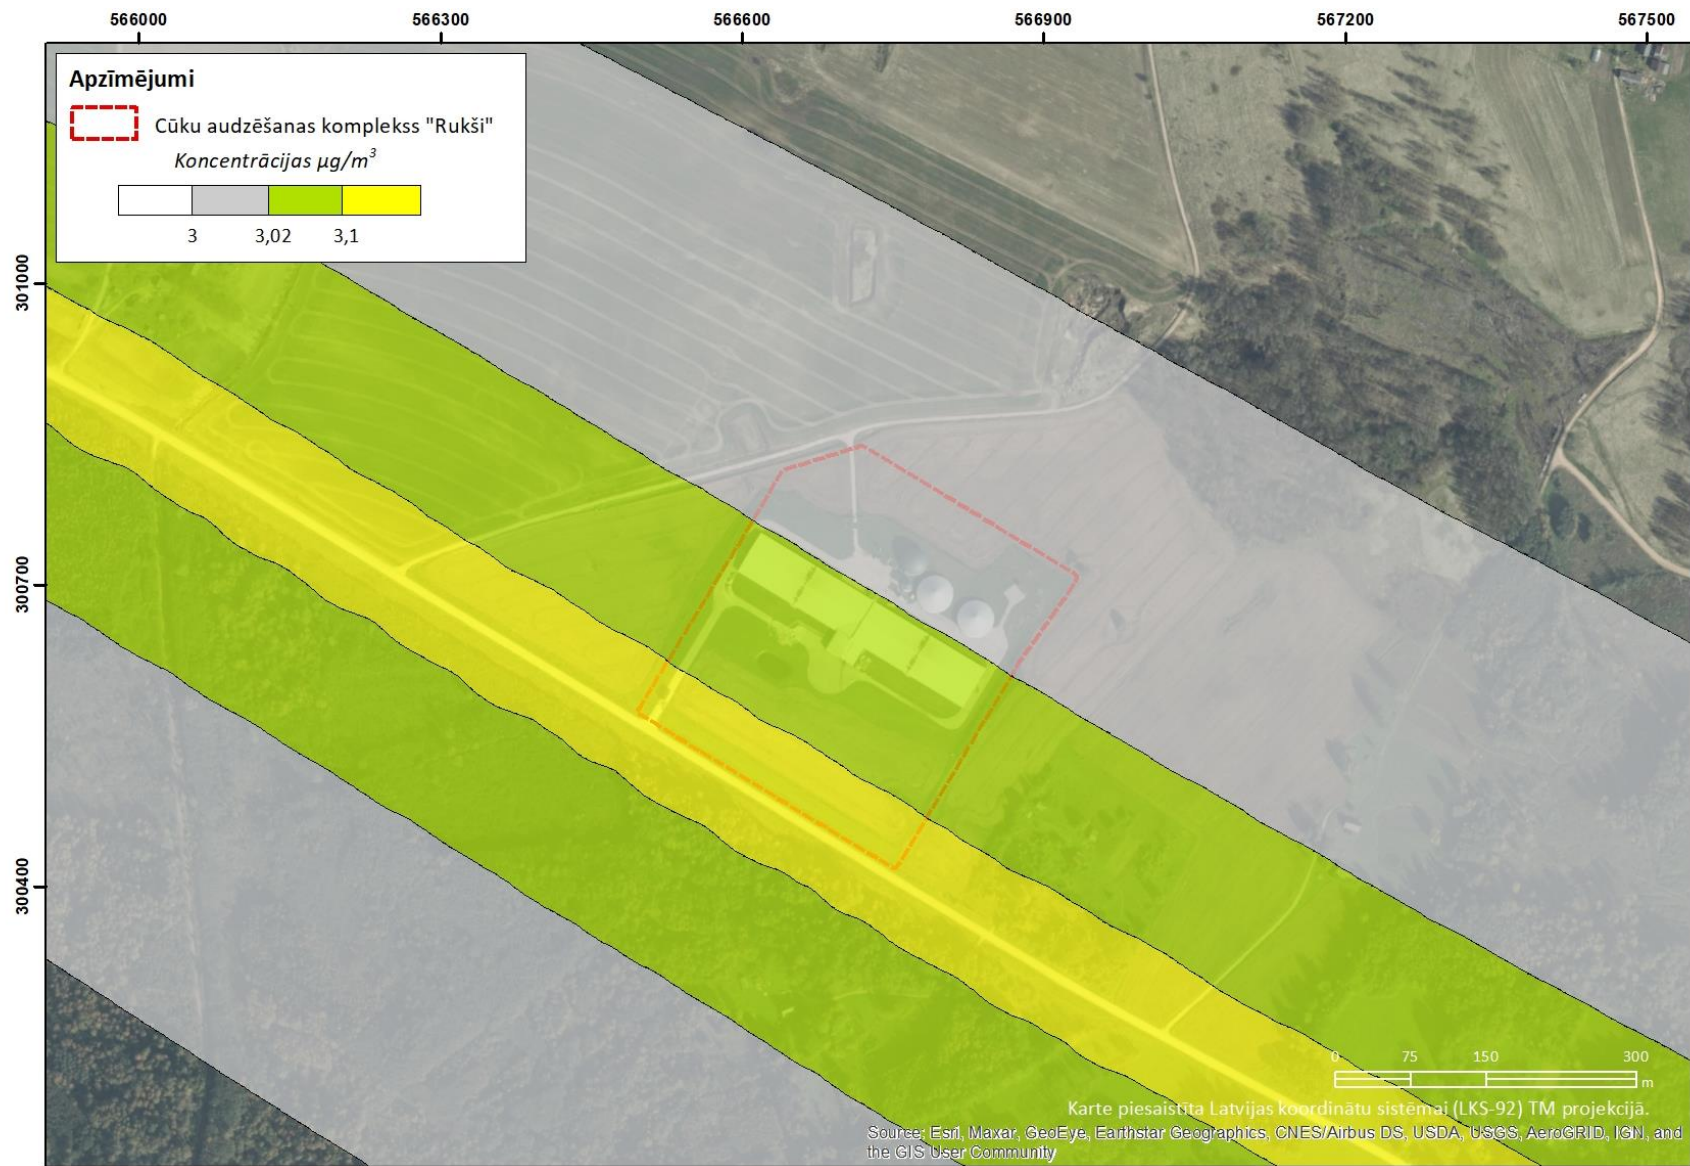 566000 566300 566600 566900 567200 567500
Apzīmējumi
Cūku audzēšanas komplekss "Rukši"
Koncentrācijas µg/m³
3 3,02 3,1
301000
300700
300400
0 75 150 300
m
Karte piesaistīta Latvijas koordinātu sistēmai (LKS-92) TM projekcijā.
Source: Esri, Maxar, GeoEye, Earthstar Geographics, CNES/Airbus DS, USDA, USGS, AeroGRID, IGN, and
the GIS User Community